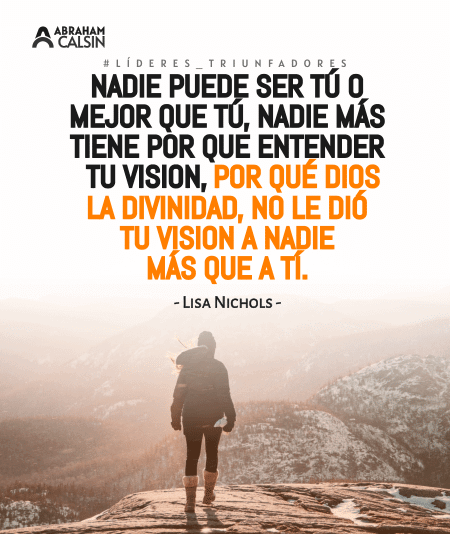 ABRAHAM
CALSIN
#LÍDERES_TRIUNFADORES
NADIE PUEDE SER TÚ O
MEJOR QUE TÚ, NADIE MÁS
TIENE POR QUE ENTENDER
TU VISION, POR QUÉ DIOS
LA DIVINIDAD, NO LE DIÓ
TU VISION A NADIE
MÁS QUE A TÍ.
- LISA NICHOLS -